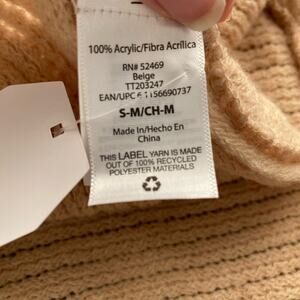 100% Acrylic/Fibra Acrílica
RN# 52469
Beige
TT203247
EAN/UPC
S-M/CH-M
Made In/Hecho En
China
THIS LABEL YARN IS MADE
OUT OF 100% RECYCLED
POLYESTER MATERIALS